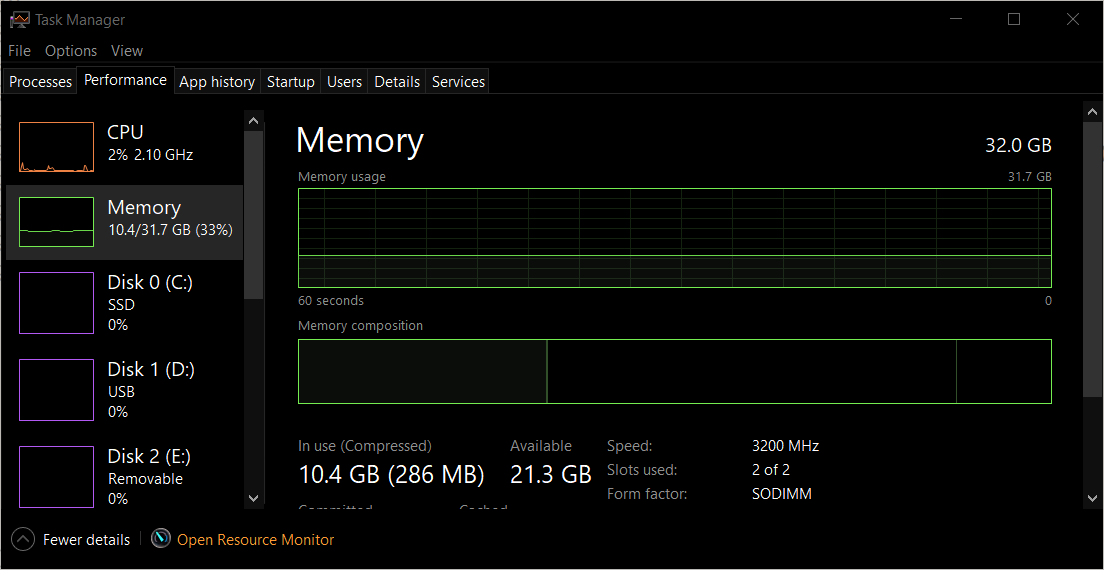 Task Manager
File Options View
Processes Performance App history Startup Users Details Services
CPU
2% 2.10 GHz
Memory
10.4/31.7 GB (33%)
Disk 0 (C:)
SSD
0%
Disk 1 (D:)
USB
0%
Disk 2 (E:)
Removable
0%
Memory 32.0 GB
Memory usage 31.7 GB
60 seconds 0
Memory composition
In use (Compressed) Available
10.4 GB (286 MB) 21.3 GB
Speed: 3200 MHz
Slots used: 2 of 2
Form factor: SODIMM
Committed Cached
Fewer details Open Resource Monitor